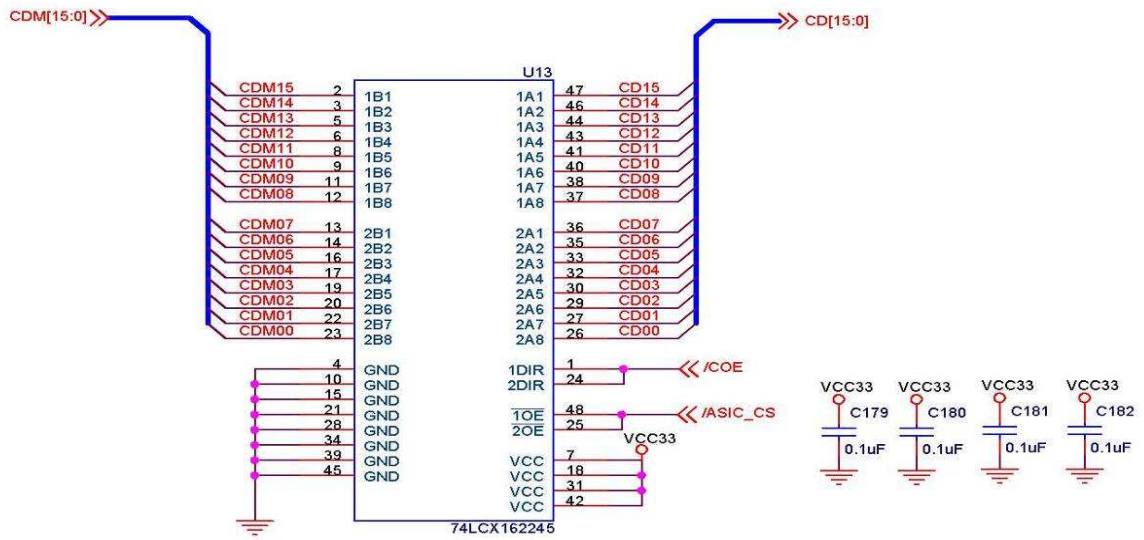 CDM[15:0] CD[15:0]
U13
CDM15 2 1B1 1A1 47 CD15
CDM14 3 1B2 1A2 46 CD14
CDM13 5 1B3 1A3 44 CD13
CDM12 6 1B4 1A4 43 CD12
CDM11 8 1B5 1A5 41 CD11
CDM10 9 1B6 1A6 40 CD10
CDM09 11 1B7 1A7 38 CD09
CDM08 12 1B8 1A8 37 CD08
CDM07 13 2B1 2A1 36 CD07
CDM06 14 2B2 2A2 35 CD06
CDM05 16 2B3 2A3 33 CD05
CDM04 17 2B4 2A4 32 CD04
CDM03 19 2B5 2A5 30 CD03
CDM02 20 2B6 2A6 29 CD02
CDM01 22 2B7 2A7 27 CD01
CDM00 23 2B8 2A8 26 CD00
4 GND 1DIR 1 /COE
10 GND 2DIR 24
15 GND
21 GND 1OE 48 /ASIC_CS
28 GND 2OE 25
34 GND VCC33
39 GND VCC 7
45 GND VCC 18
VCC 31
VCC 42
74LCX162245
VCC33 VCC33 VCC33 VCC33
C179 C180 C181 C182
0.1uF 0.1uF 0.1uF 0.1uF